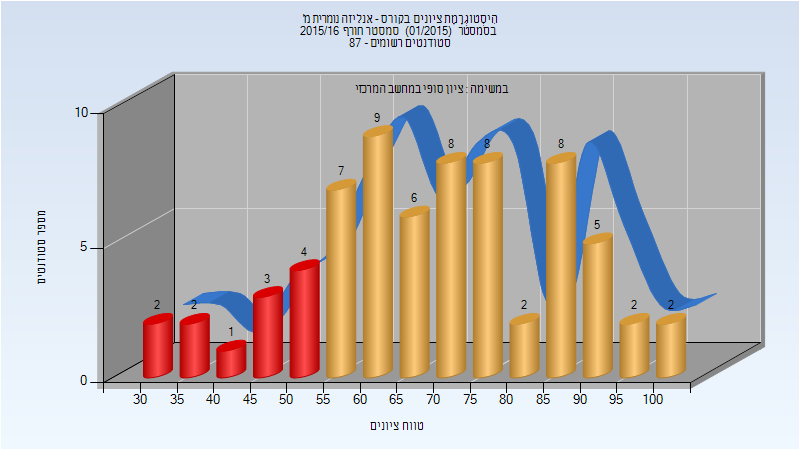 היסטוגרמת ציונים בקורס - אנליזה נומרית מ'
בסמסטר (01/2015) סמסטר חורף 2015/16
סטודנטים רשומים - 87
במשימה : ציון סופי במחשב המרכזי
מספר סטודנטים
10
5
0
2
2
1
3
4
7
9
6
8
8
2
8
5
2
2
30 35 40 45 50 55 60 65 70 75 80 85 90 95 100
טווח ציונים